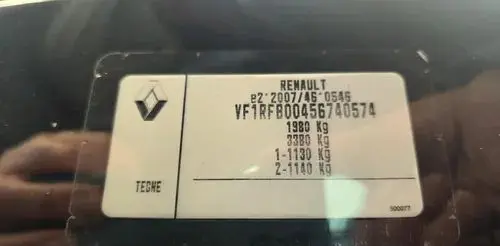 RENAULT
e2*2007/46*0546
VF1RFB00456740574
1980 Kg
3380 Kg
1-1130 Kg
2-1140 Kg
TECHE
500077